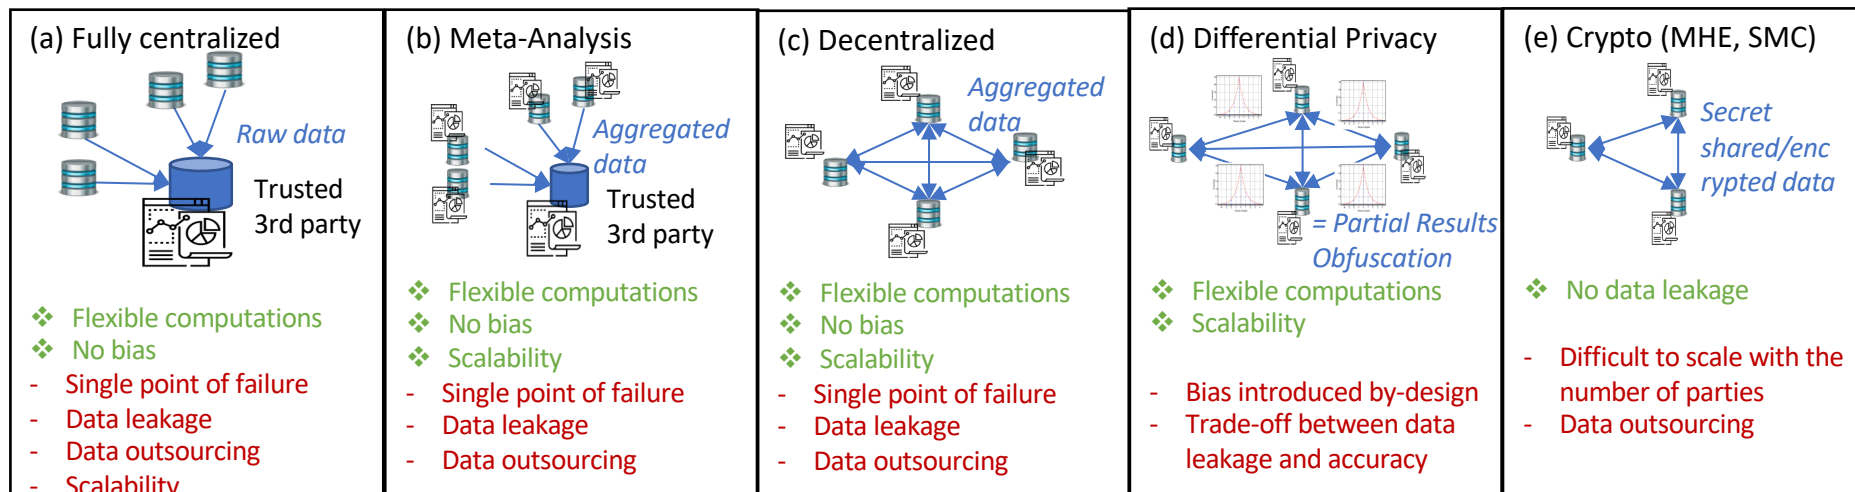 (a) Fully centralized
Raw data
Trusted
3rd party
❖ Flexible computations
❖ No bias
- Single point of failure
- Data leakage
- Data outsourcing
- Scalability
(b) Meta-Analysis
Aggregated
data
Trusted
3rd party
❖ Flexible computations
❖ No bias
❖ Scalability
- Single point of failure
- Data leakage
- Data outsourcing
(c) Decentralized
Aggregated
data
❖ Flexible computations
❖ No bias
❖ Scalability
- Single point of failure
- Data leakage
- Data outsourcing
(d) Differential Privacy
= Partial Results
Obfuscation
❖ Flexible computations
❖ Scalability
- Bias introduced by-design
- Trade-off between data
leakage and accuracy
(e) Crypto (MHE, SMC)
Secret
shared/enc
rypted data
❖ No data leakage
- Difficult to scale with the
number of parties
- Data outsourcing